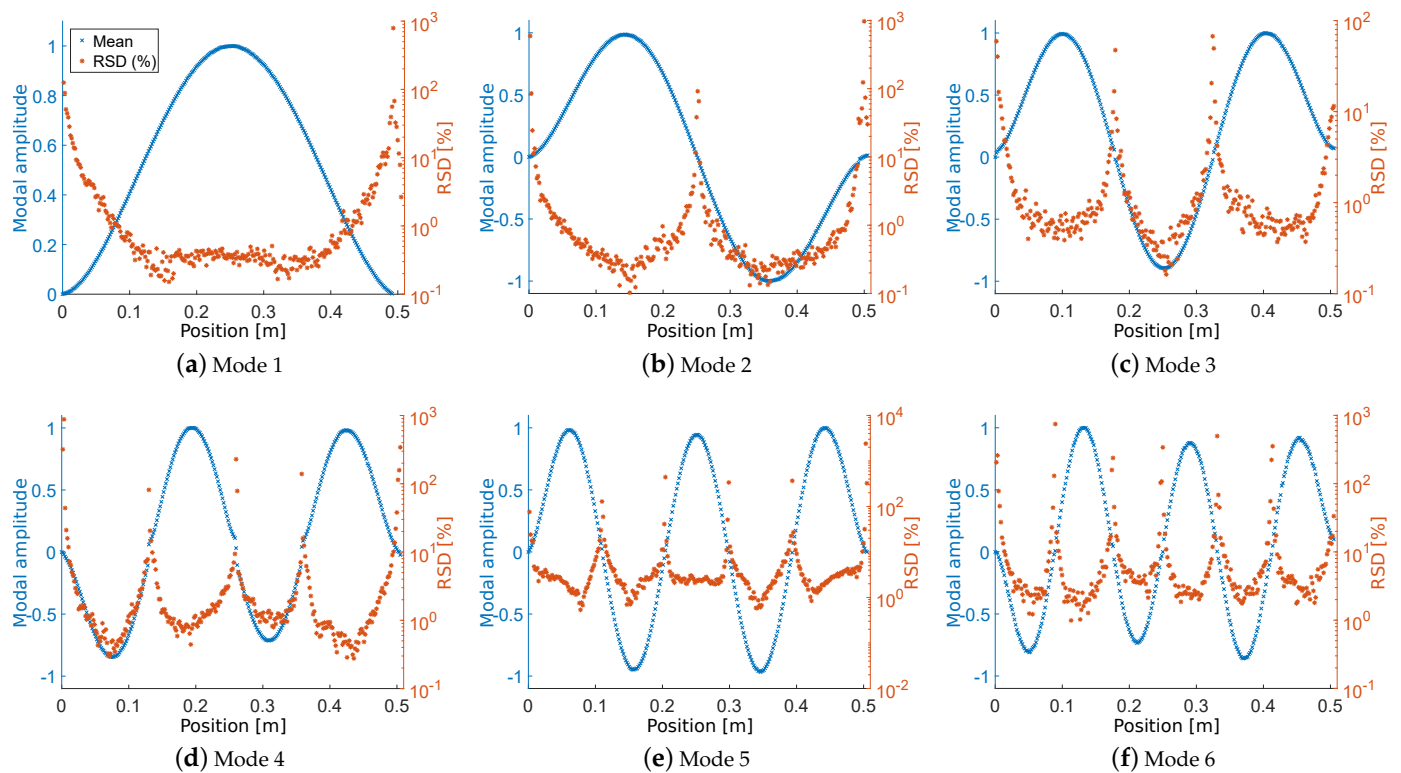 Mean
RSD (%)
Modal amplitude
0
0.2
0.4
0.6
0.8
1
RSD [%]
10^-1
10^0
10^1
10^2
10^3
0 0.1 0.2 0.3 0.4 0.5
Position [m]
(a) Mode 1
Modal amplitude
-1
-0.5
0
0.5
1
RSD [%]
10^-1
10^0
10^1
10^2
10^3
0 0.1 0.2 0.3 0.4 0.5
Position [m]
(b) Mode 2
Modal amplitude
-1
-0.5
0
0.5
1
RSD [%]
10^-1
10^0
10^1
10^2
0 0.1 0.2 0.3 0.4 0.5
Position [m]
(c) Mode 3
Modal amplitude
-1
-0.5
0
0.5
1
RSD [%]
10^-1
10^0
10^1
10^2
10^3
0 0.1 0.2 0.3 0.4 0.5
Position [m]
(d) Mode 4
Modal amplitude
-1
-0.5
0
0.5
1
RSD [%]
10^-2
10^0
10^2
10^4
0 0.1 0.2 0.3 0.4 0.5
Position [m]
(e) Mode 5
Modal amplitude
-1
-0.5
0
0.5
1
RSD [%]
10^-1
10^0
10^1
10^2
10^3
0 0.1 0.2 0.3 0.4 0.5
Position [m]
(f) Mode 6